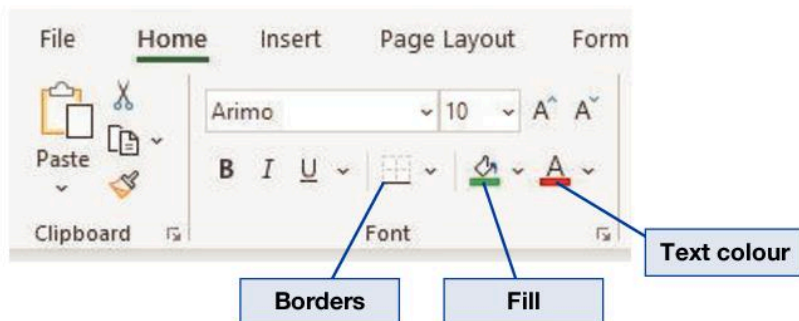 File Home Insert Page Layout Form
Arimo 10 A A
Paste B I U A
Clipboard Font
Text colour
Borders Fill